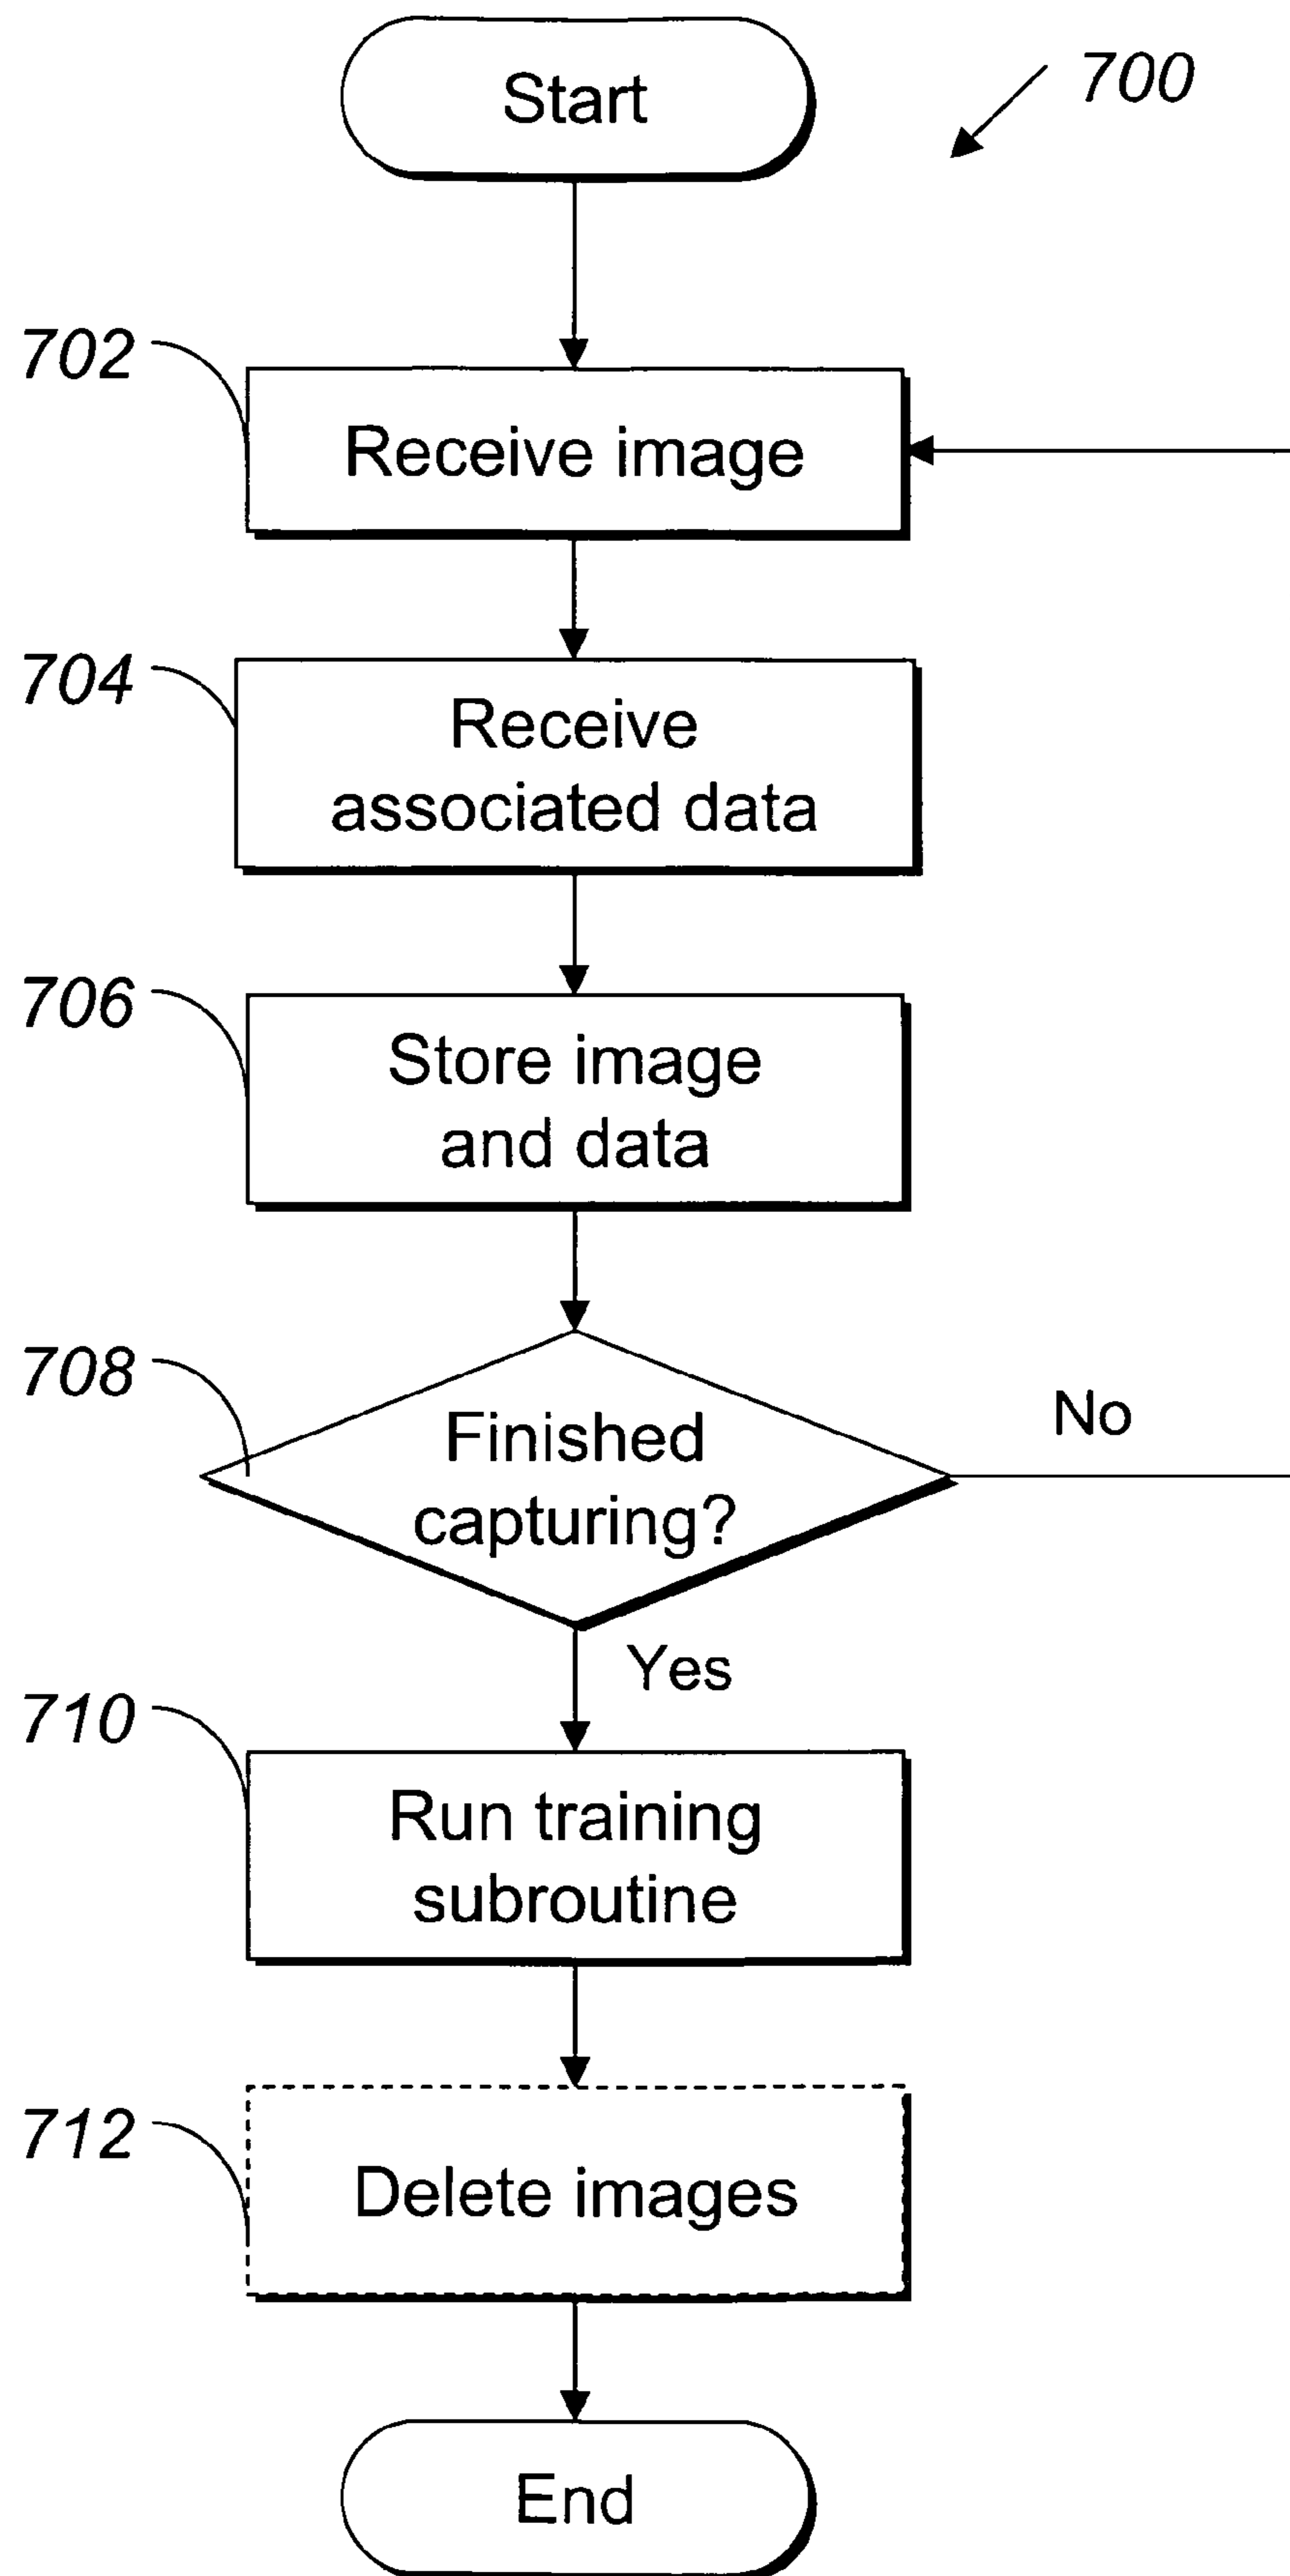 Start
700
702
Receive image
704
Receive
associated data
706
Store image
and data
708
Finished
capturing?
No
Yes
710
Run training
subroutine
712
Delete images
End